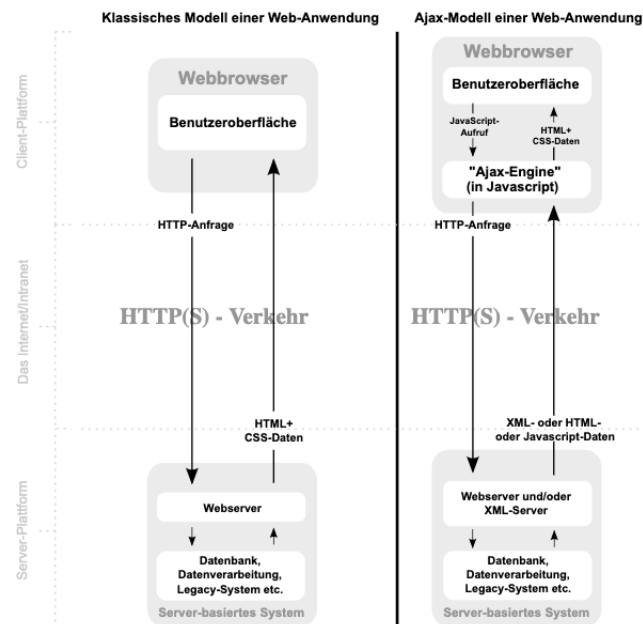 Klassisches Modell einer Web-Anwendung
Ajax-Modell einer Web-Anwendung
Client-Plattform
Das Internet/Intranet
Server-Plattform
Webbrowser
Benutzeroberfläche
HTTP-Anfrage
HTTP(S) - Verkehr
HTML+
CSS-Daten
Webserver
Datenbank,
Datenverarbeitung,
Legacy-System etc.
Server-basiertes System
Webbrowser
Benutzeroberfläche
JavaScript-
Aufruf
HTML+
CSS-Daten
"Ajax-Engine"
(in Javascript)
HTTP-Anfrage
HTTP(S) - Verkehr
XML- oder HTML-
oder Javascript-Daten
Webserver und/oder
XML-Server
Datenbank,
Datenverarbeitung,
Legacy-System etc.
Server-basiertes System